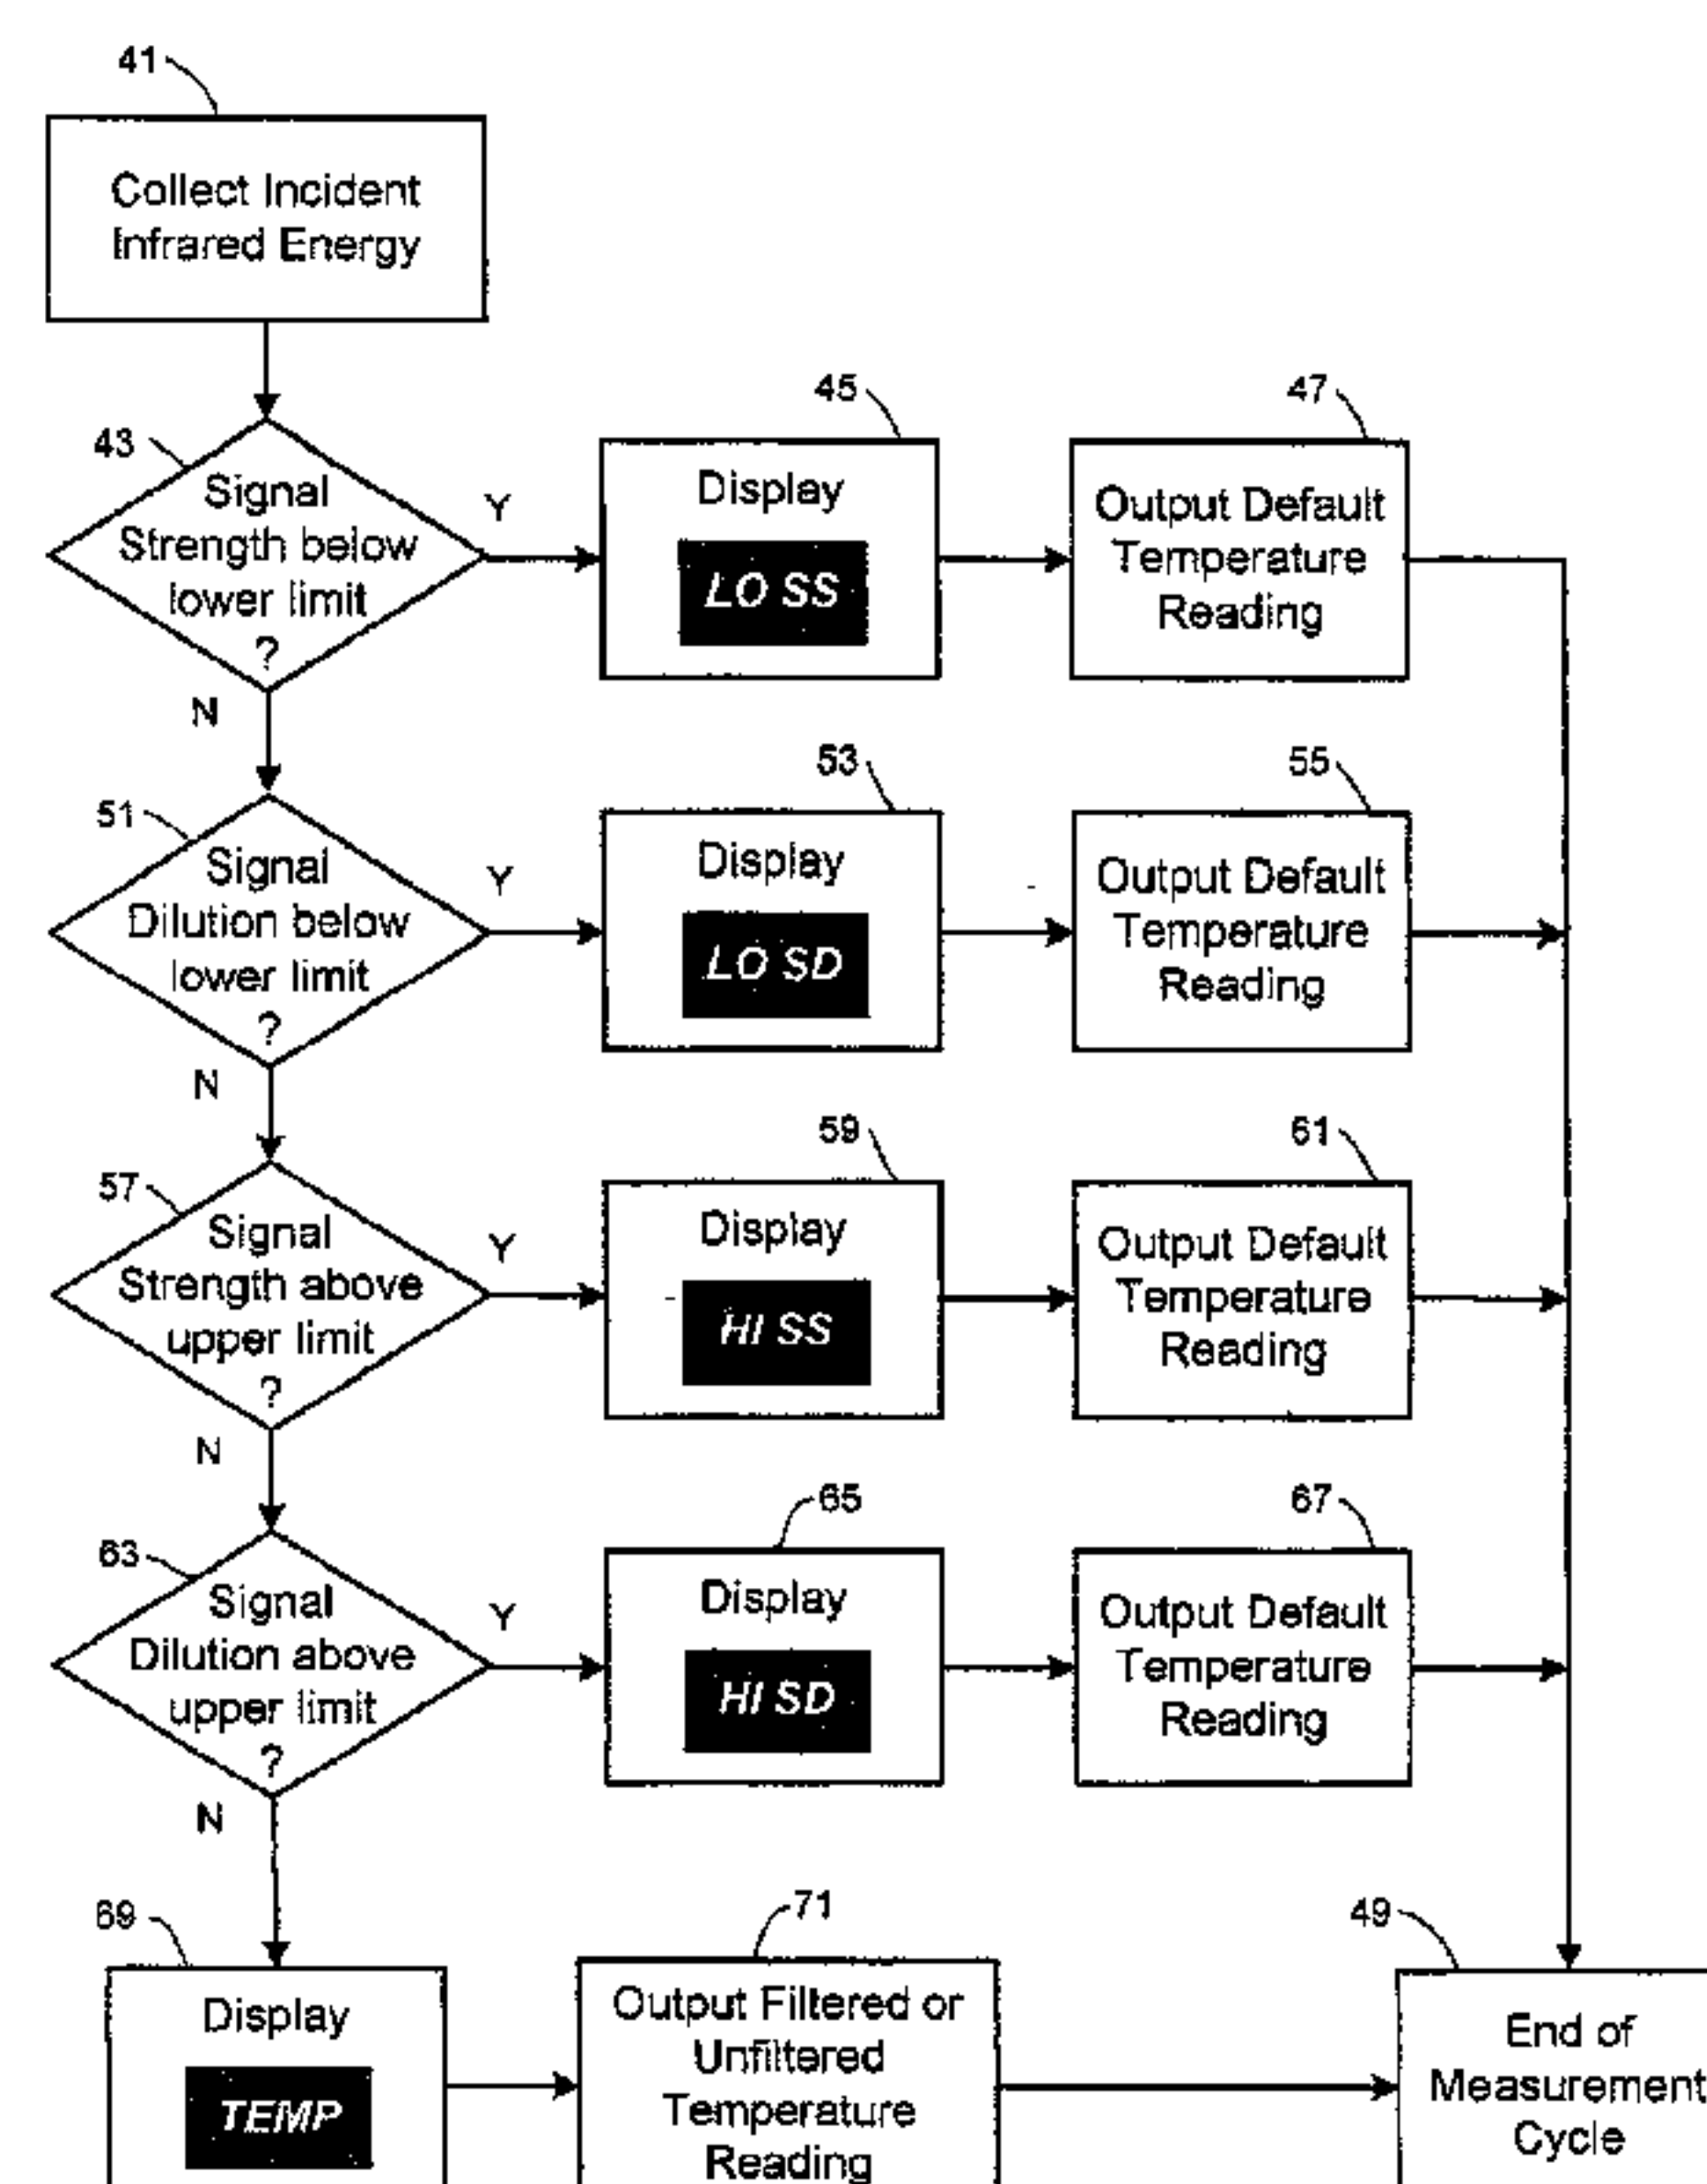 41
Collect Incident
Infrared Energy
43
Signal
Strength below
lower limit
?
Y
N
45
Display
LO SS
47
Output Default
Temperature
Reading
51
Signal
Dilution below
lower limit
?
Y
N
53
Display
LO SD
55
Output Default
Temperature
Reading
57
Signal
Strength above
upper limit
?
Y
N
59
Display
HI SS
61
Output Default
Temperature
Reading
63
Signal
Dilution above
upper limit
?
Y
N
65
Display
HI SD
67
Output Default
Temperature
Reading
69
Display
TEMP
71
Output Filtered or
Unfiltered
Temperature
Reading
49
End of
Measurement
Cycle